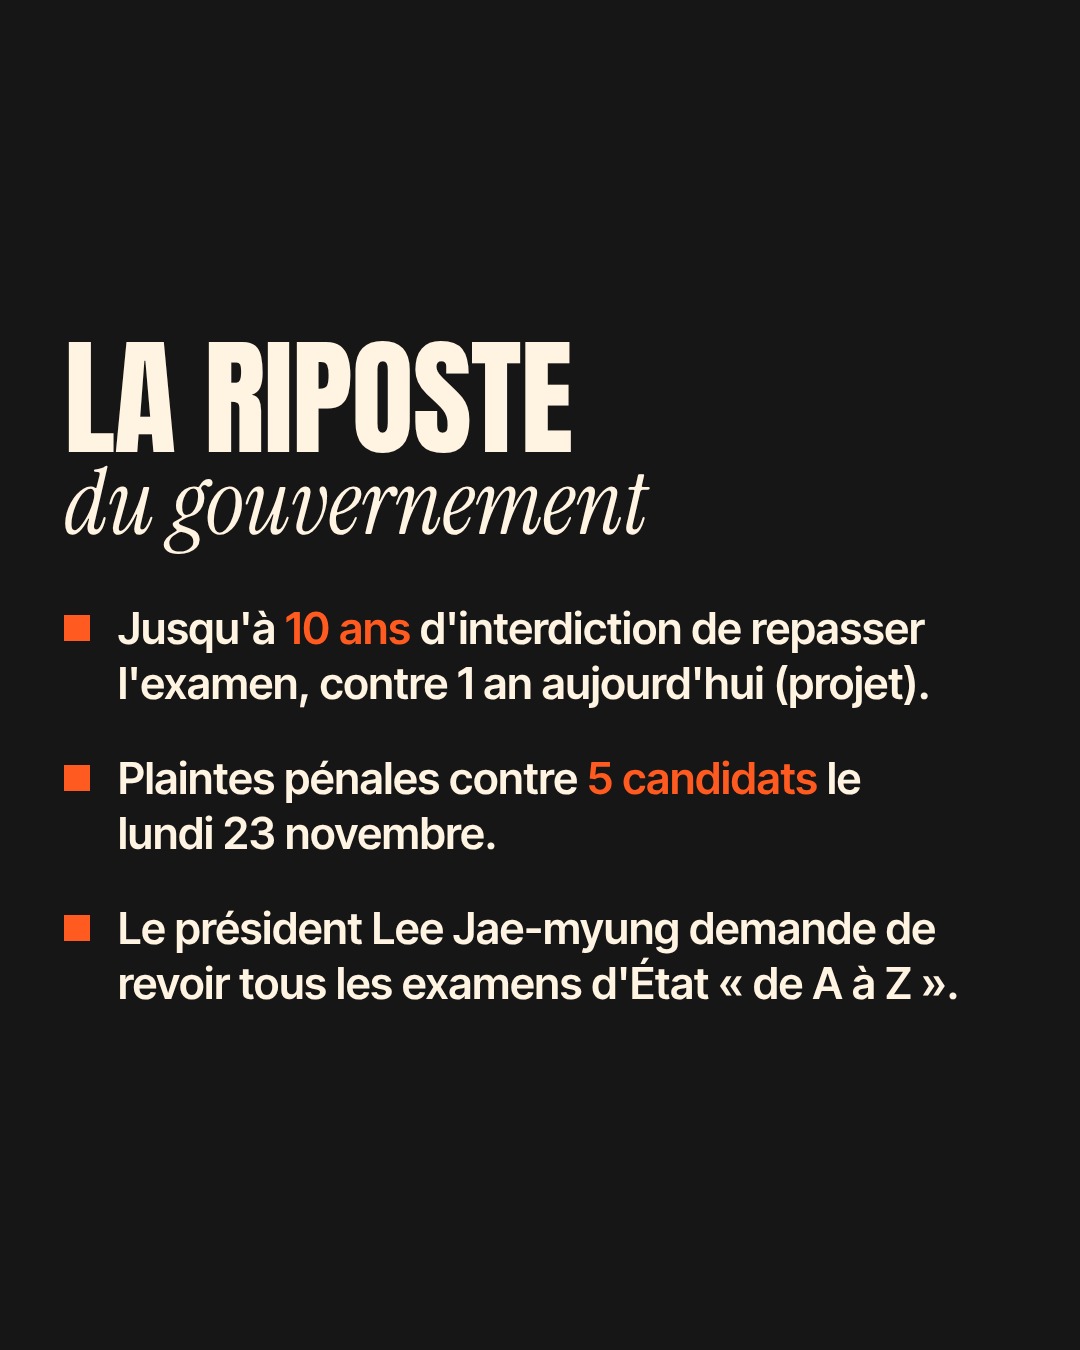 LA RIPOSTE
du gouvernement
Jusqu'à 10 ans d'interdiction de repasser
l'examen, contre 1 an aujourd'hui (projet).
Plaintes pénales contre 5 candidats le
lundi 23 novembre.
Le président Lee Jae-myung demande de
revoir tous les examens d'État « de A à Z ».